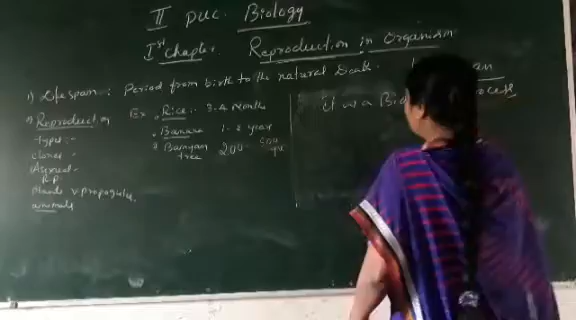 II PUC. Biology
Ist chapter Reproduction in Organism
1) Life span: Period from birth to the natural death.
Ex. Rice:- 3-4 months
Banana 1-2 year
Banyan tree 200-
2) Reproduction
types:-
clones
Asexual-
plants v. propagules,
animals
It is a Bio
process